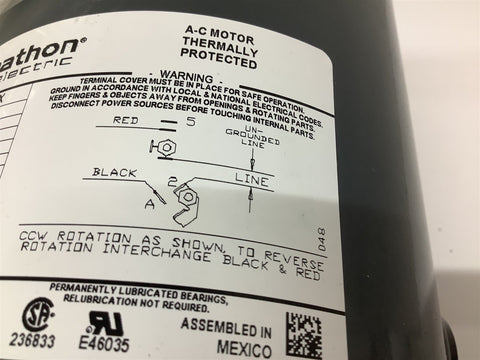 athon®
electric
A-C MOTOR
THERMALLY
PROTECTED
- WARNING -
TERMINAL COVER MUST BE IN PLACE FOR SAFE OPERATION.
GROUND IN ACCORDANCE WITH LOCAL & NATIONAL ELECTRICAL CODES.
KEEP FINGERS & OBJECTS AWAY FROM OPENINGS & ROTATING PARTS.
DISCONNECT POWER SOURCES BEFORE TOUCHING INTERNAL PARTS.
RED 5 UN-
GROUNDED
LINE
BLACK 2 LINE
A
048
CCW ROTATION AS SHOWN, TO REVERSE
ROTATION INTERCHANGE BLACK & RED
PERMANENTLY LUBRICATED BEARINGS,
RELUBRICATION NOT REQUIRED.
236833 E46035
ASSEMBLED IN
MEXICO